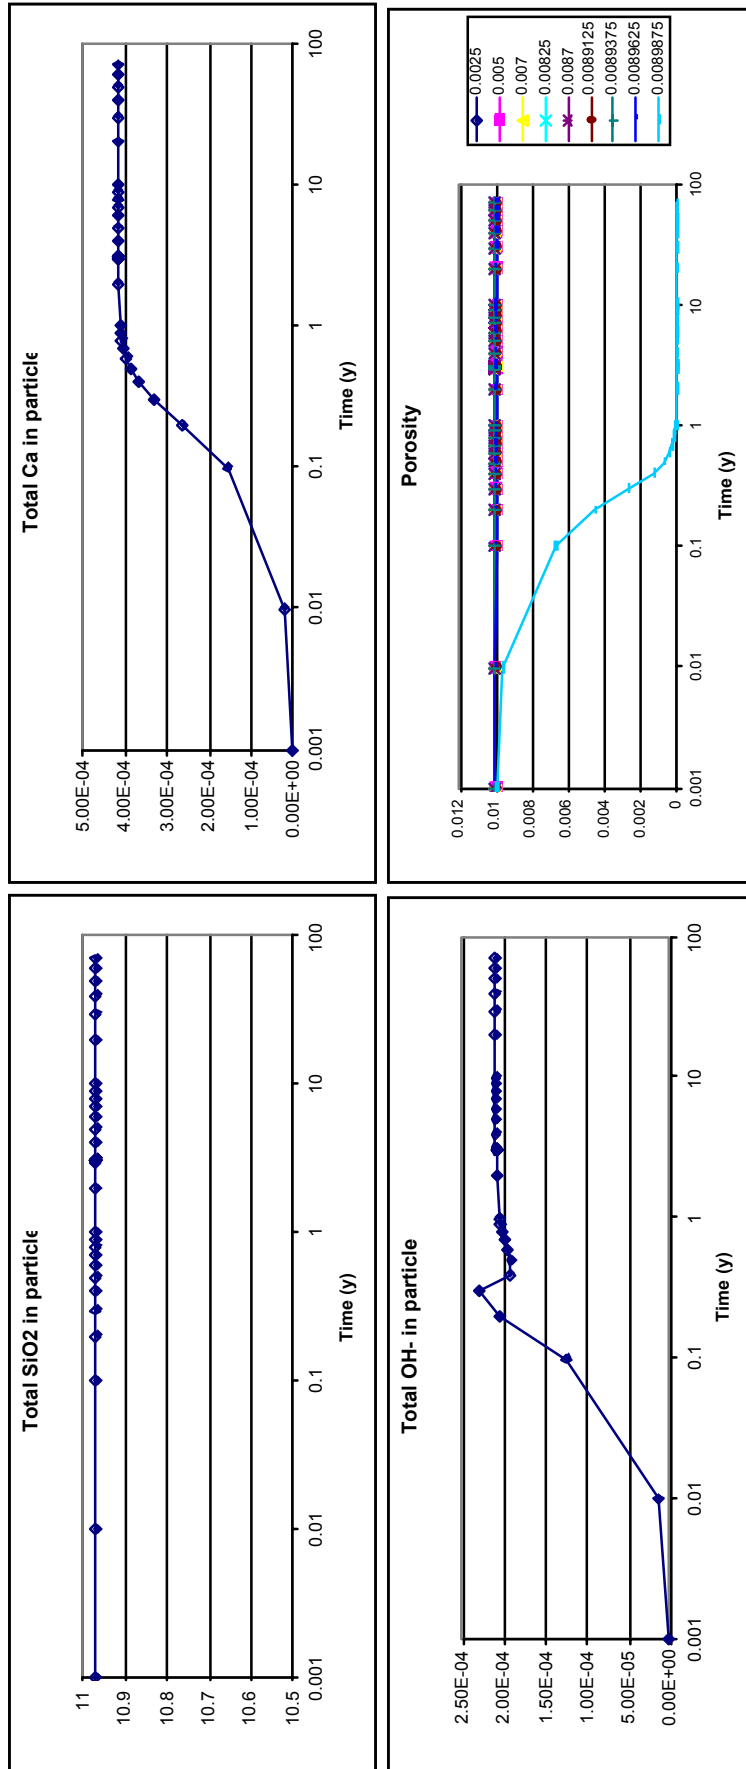 Total SiO2 in particle
11
10.9
10.8
10.7
10.6
10.5
0.001
0.01
0.1
1
10
100
Time (y)
Total Ca in particle
5.00E-04
4.00E-04
3.00E-04
2.00E-04
1.00E-04
0.00E+00
0.001
0.01
0.1
1
10
100
Time (y)
Total OH- in particle
2.50E-04
2.00E-04
1.50E-04
1.00E-04
5.00E-05
0.00E+00
0.001
0.01
0.1
1
10
100
Time (y)
Porosity
0.012
0.01
0.008
0.006
0.004
0.002
0
0.001
0.01
0.1
1
10
100
Time (y)
0.0025
0.005
0.007
0.00825
0.0087
0.0089125
0.0089375
0.0089625
0.0089875